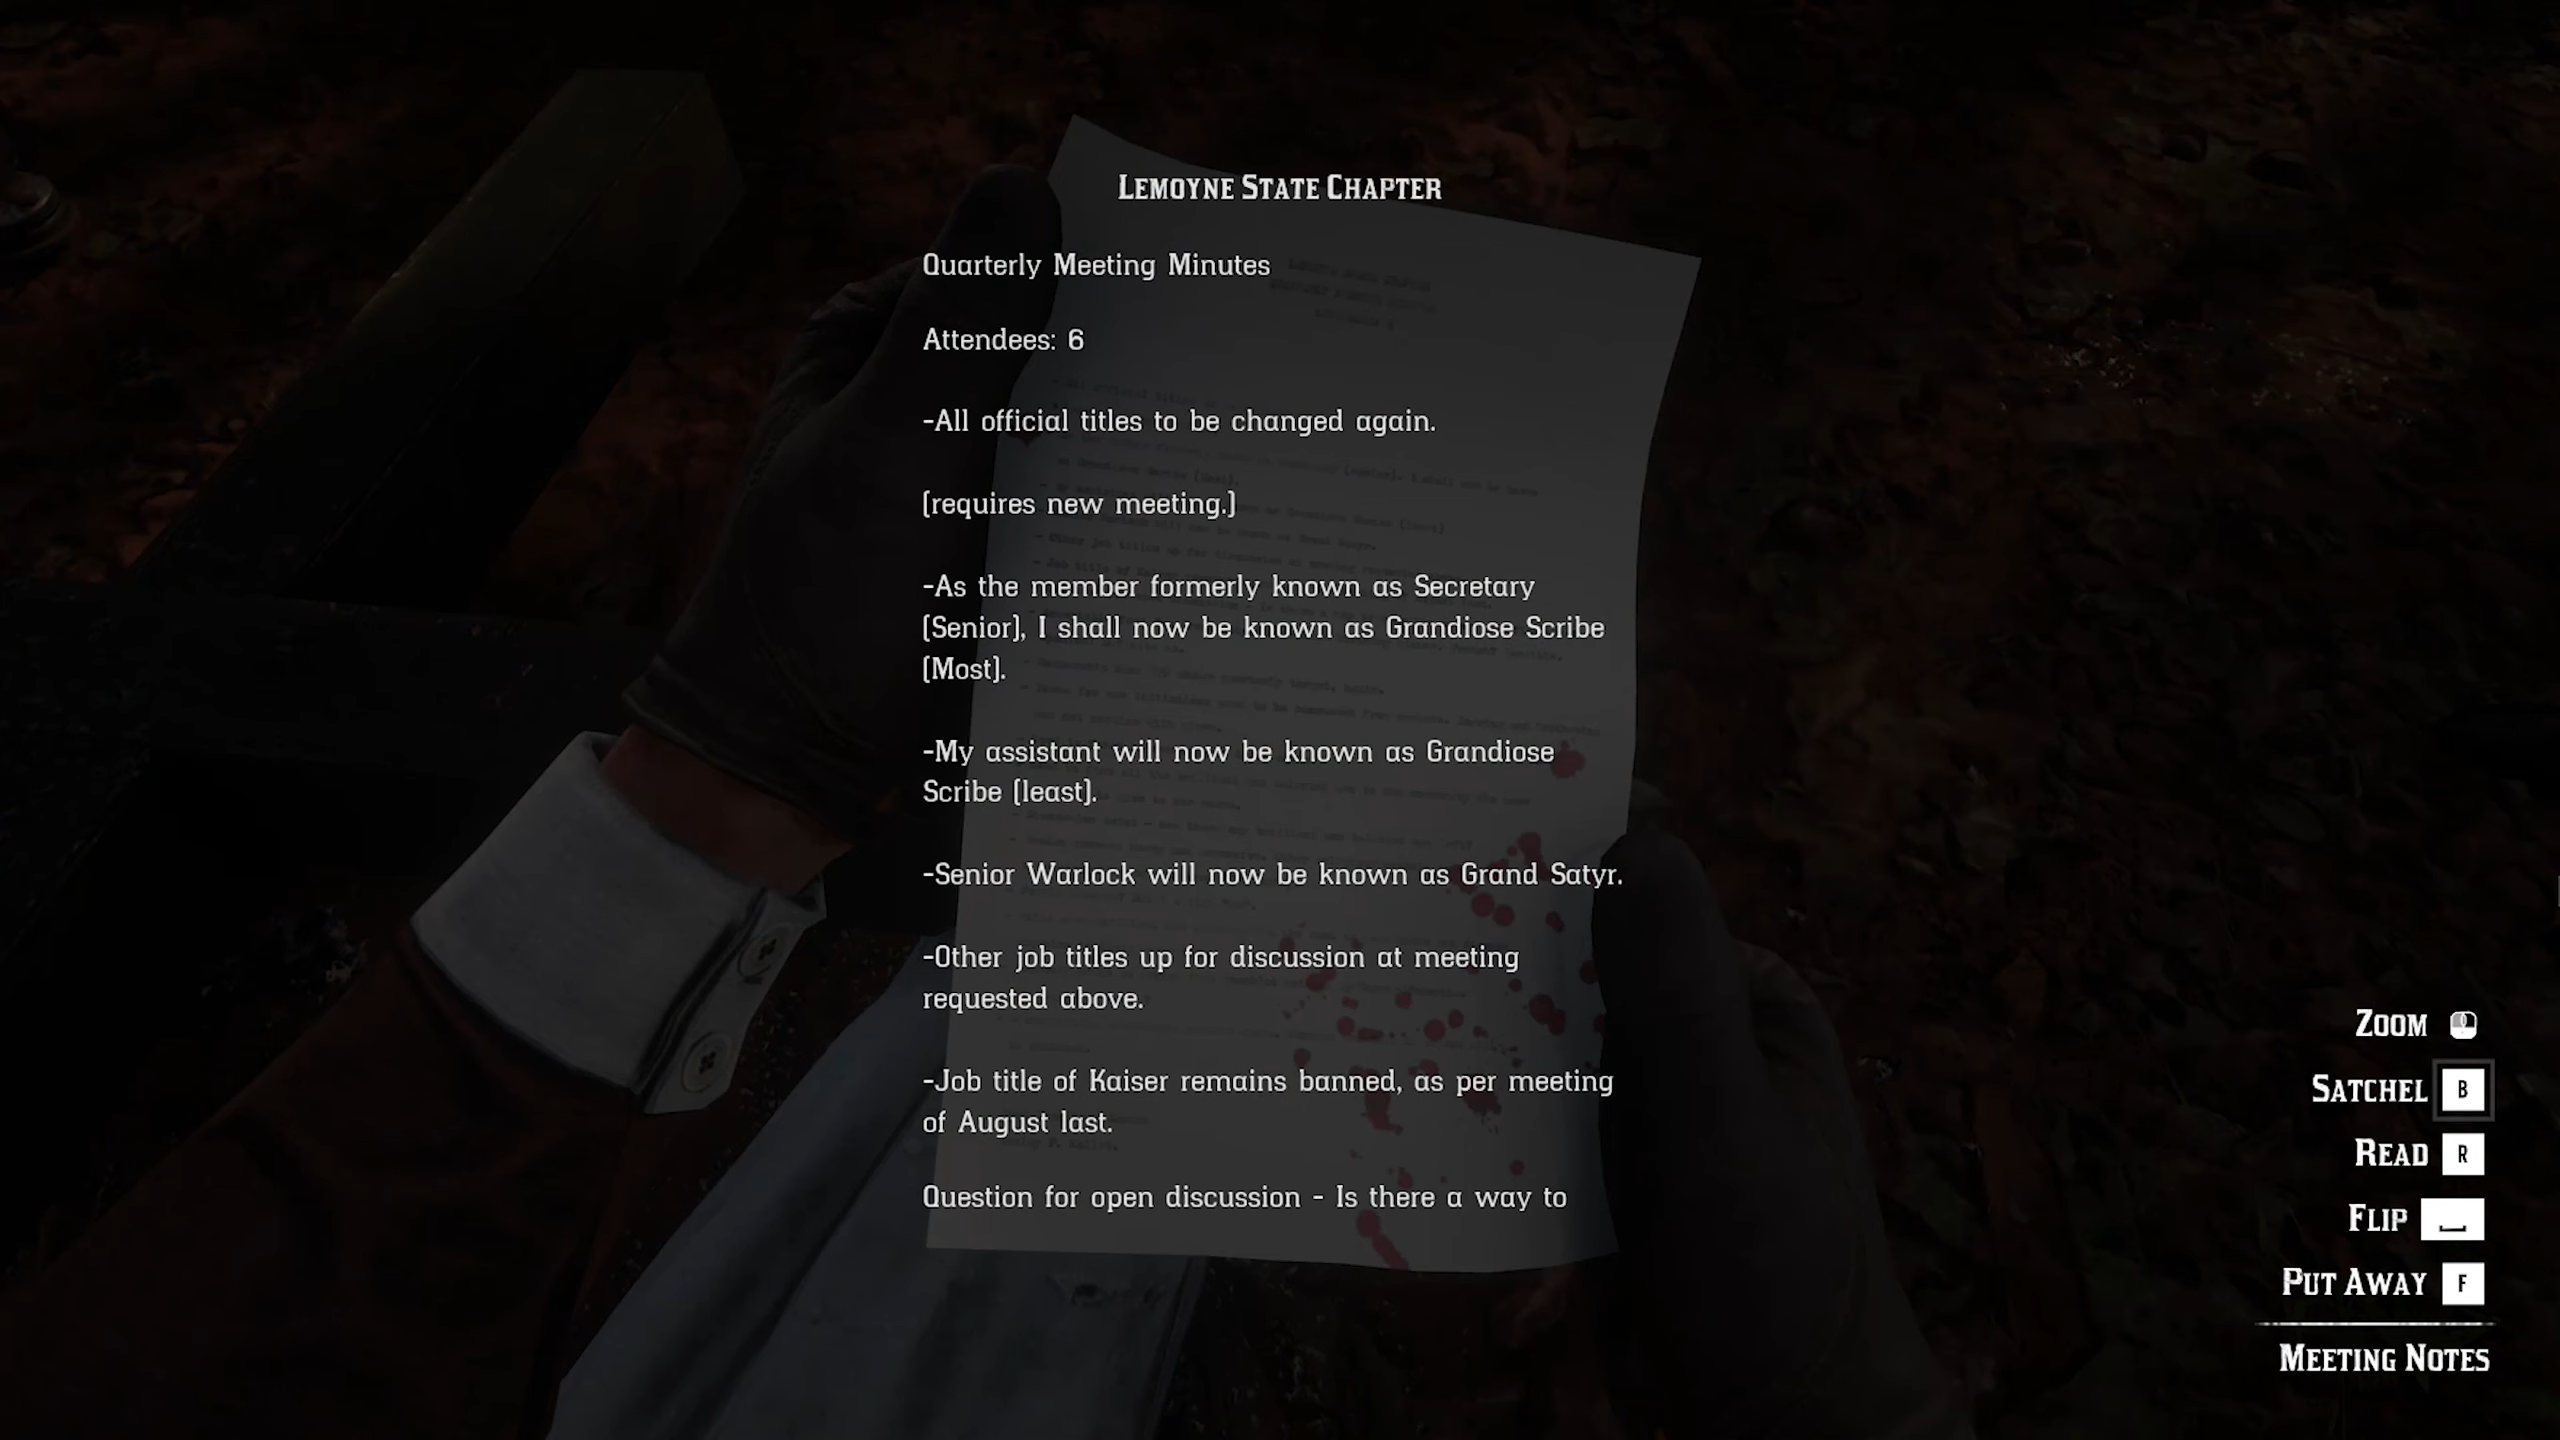 Lemoyne State Chapter
Quarterly Meeting Minutes
Attendees: 6
-All official titles to be changed again.
(requires new meeting.)
-As the member formerly known as Secretary
(Senior), I shall now be known as Grandiose Scribe
(Most).
-My assistant will now be known as Grandiose
Scribe (least).
-Senior Warlock will now be known as Grand Satyr.
-Other job titles up for discussion at meeting
requested above.
-Job title of Kaiser remains banned, as per meeting
of August last.
Question for open discussion - Is there a way to
Zoom
Satchel B
Read R
Flip
Put Away F
Meeting Notes